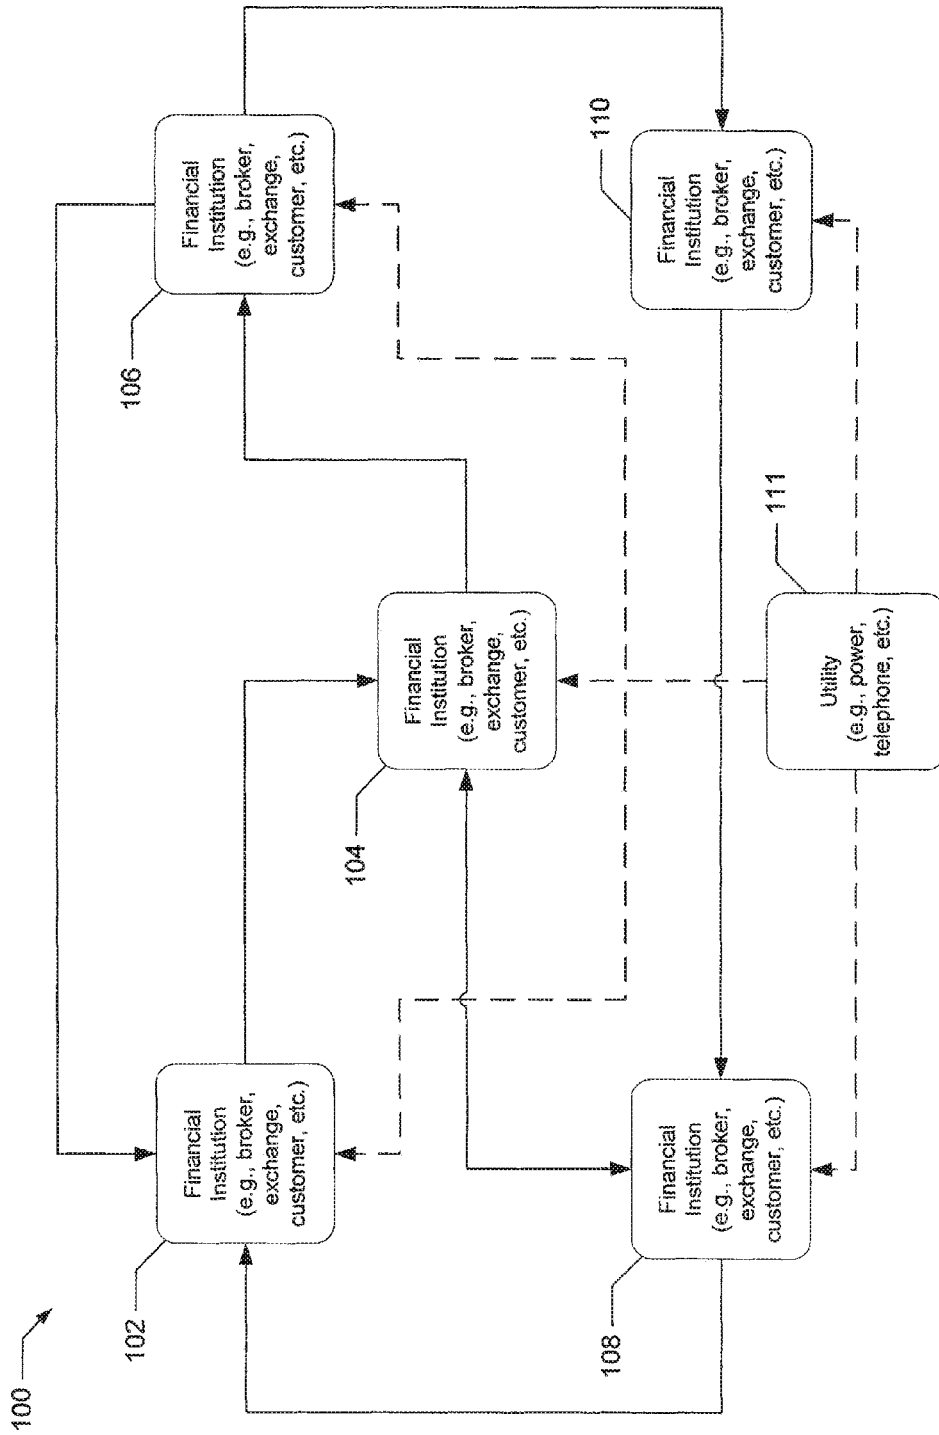 100
102
Financial
Institution
(e.g., broker,
exchange,
customer, etc.)
106
Financial
Institution
(e.g., broker,
exchange,
customer, etc.)
104
Financial
Institution
(e.g., broker,
exchange,
customer, etc.)
108
Financial
Institution
(e.g., broker,
exchange,
customer, etc.)
110
Financial
Institution
(e.g., broker,
exchange,
customer, etc.)
111
Utility
(e.g., power,
telephone, etc.)